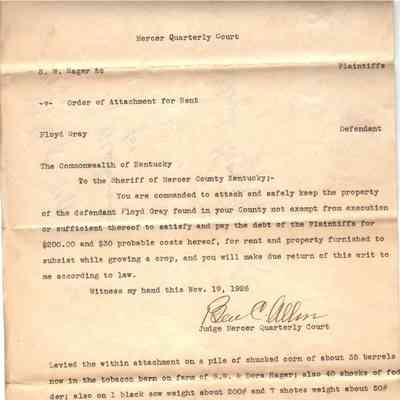 Mercer Quarterly Court
S. W. Hager &c Plaintiffs
-v- Order of Attachment for Rent
Floyd Gray Defendant
The Commonwealth of Kentucky
To the Sheriff of Mercer County Kentucky;-
You are commanded to attach and safely keep the property
of the defendant Floyd Gray found in your County not exempt from execution
or sufficient thereof to satisfy and pay the debt of the Plaintiffs for
$200.00 and $30 probable costs hereof, for rent and property furnished to
subsist while growing a crop, and you will make due return of this writ to
me according to law.
Witness my hand this Nov. 19, 1926
Ben C. Allin
Judge Mercer Quarterly Court
Levied the within attachment on a pile of shucked corn of about 35 barrels
now in the tobacco barn on farm of S.W. & Dora Hager; also 40 shocks of fod
der; also on 1 black sow weight about 200# and 7 shotes weight about 50#